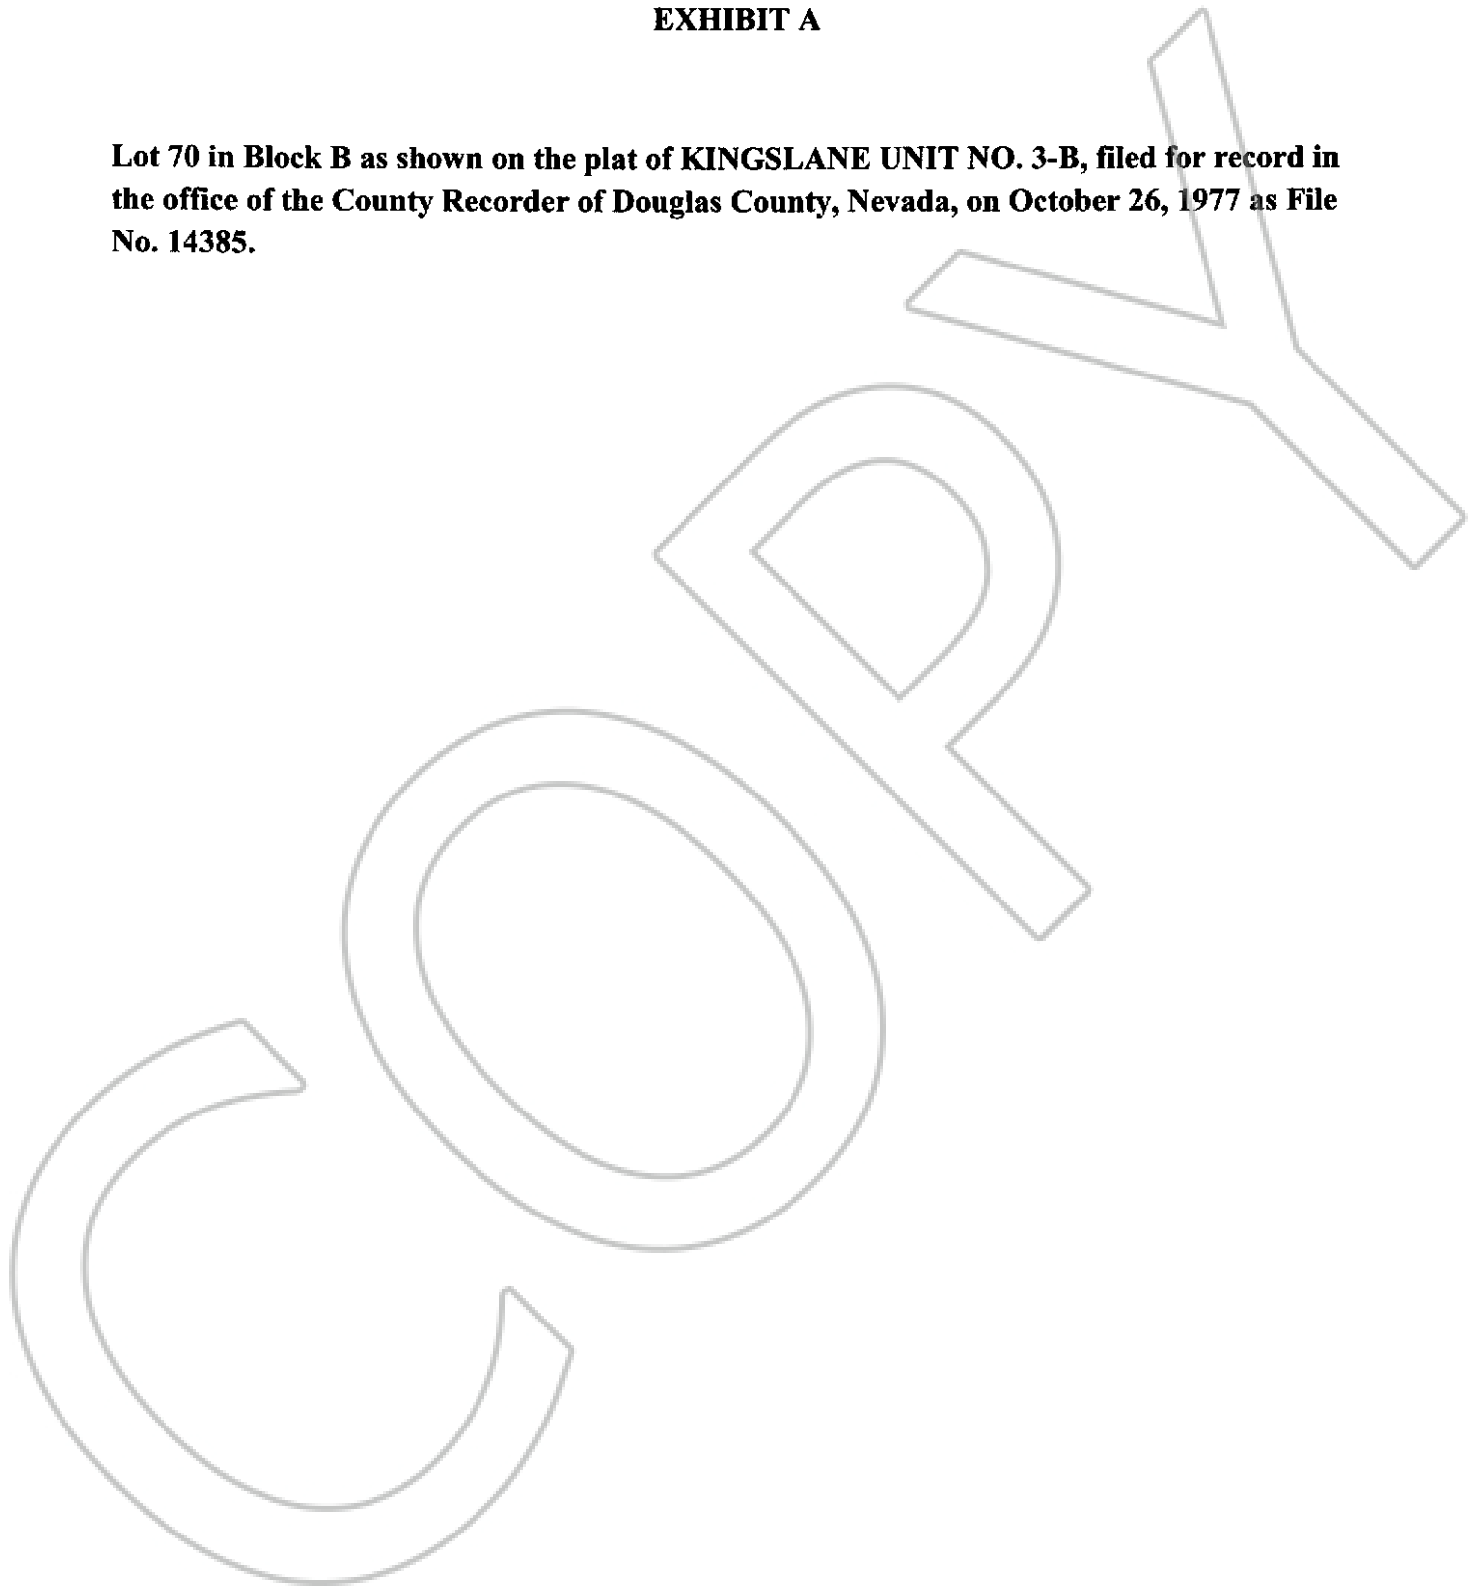 EXHIBIT A
Lot 70 in Block B as shown on the plat of KINGSLANE UNIT NO. 3-B, filed for record in
the office of the County Recorder of Douglas County, Nevada, on October 26, 1977 as File
No. 14385.
COPY